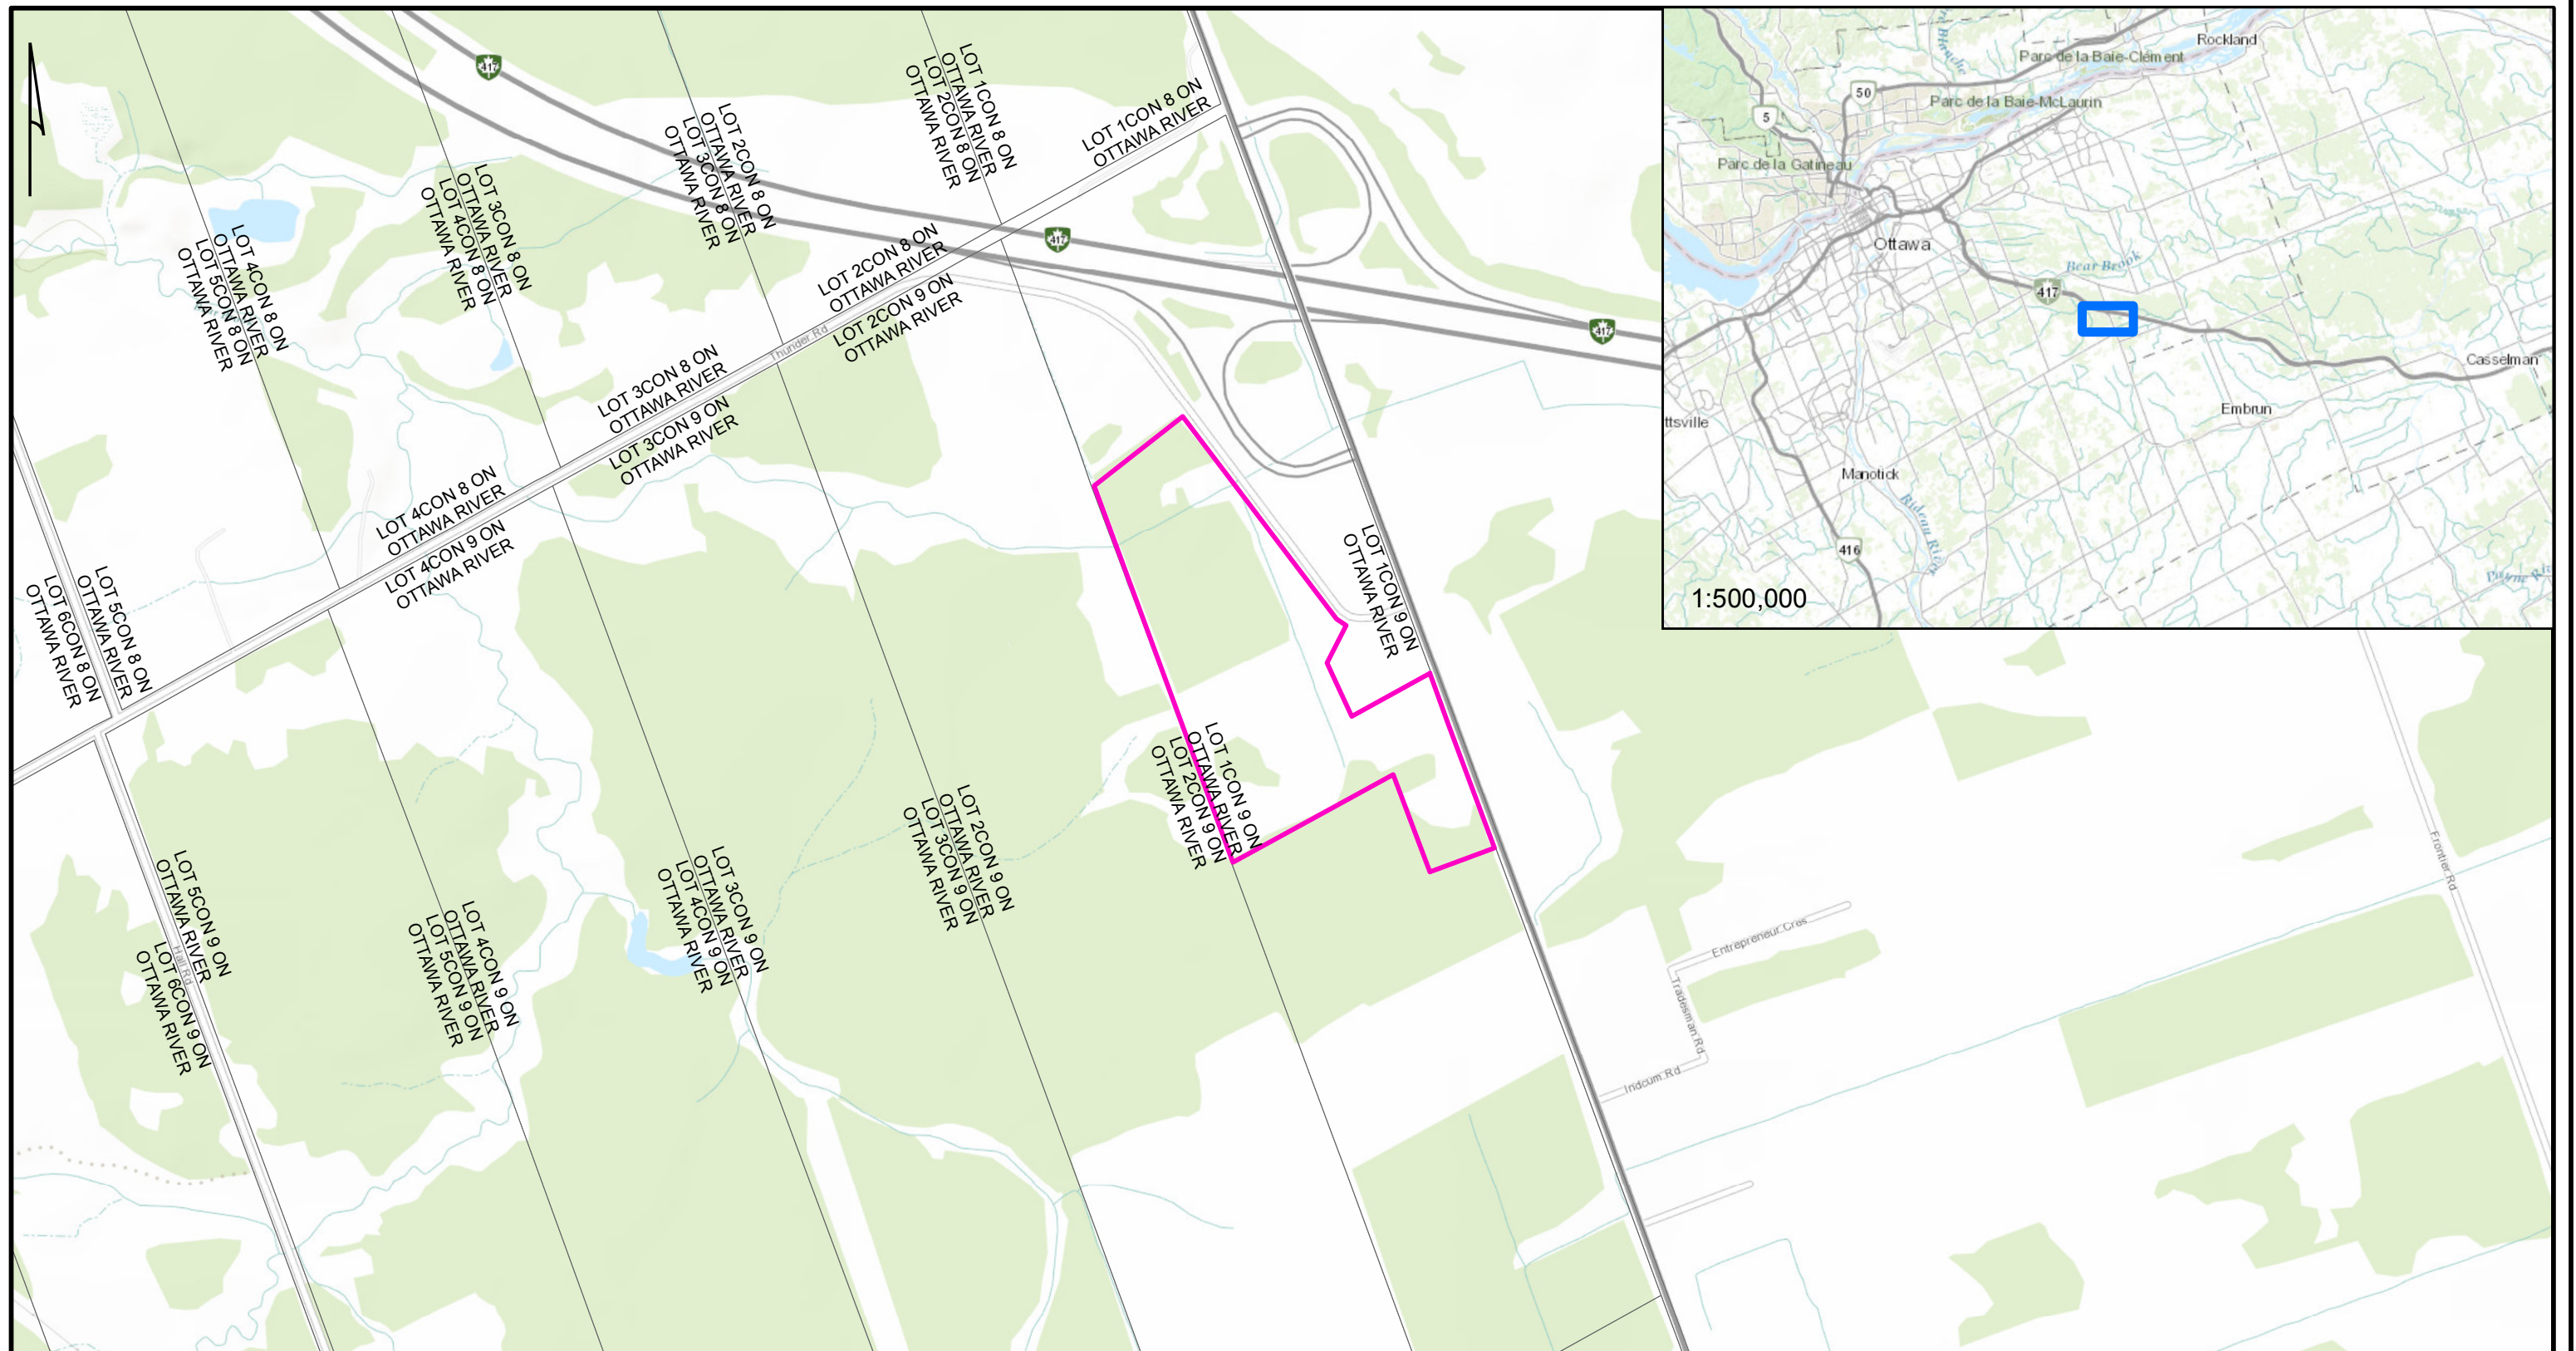 417
LOT 1CON 8 ON
OTTAWA RIVER
LOT 2CON 8 ON
OTTAWA RIVER
LOT 1CON 8 ON
OTTAWA RIVER
LOT 2CON 8 ON
OTTAWA RIVER
LOT 3CON 8 ON
OTTAWA RIVER
LOT 3CON 8 ON
OTTAWA RIVER
LOT 4CON 8 ON
OTTAWA RIVER
LOT 4CON 8 ON
OTTAWA RIVER
LOT 5CON 8 ON
OTTAWA RIVER
417
417
LOT 2CON 8 ON
OTTAWA RIVER
Thunder Rd
LOT 2CON 9 ON
OTTAWA RIVER
LOT 3CON 8 ON
OTTAWA RIVER
LOT 3CON 9 ON
OTTAWA RIVER
LOT 4CON 8 ON
OTTAWA RIVER
LOT 4CON 9 ON
OTTAWA RIVER
LOT 5CON 8 ON
OTTAWA RIVER
LOT 6CON 8 ON
OTTAWA RIVER
LOT 1CON 9 ON
OTTAWA RIVER
LOT 1CON 9 ON
OTTAWA RIVER
LOT 2CON 9 ON
OTTAWA RIVER
LOT 2CON 9 ON
OTTAWA RIVER
LOT 3CON 9 ON
OTTAWA RIVER
LOT 3CON 9 ON
OTTAWA RIVER
LOT 4CON 9 ON
OTTAWA RIVER
LOT 4CON 9 ON
OTTAWA RIVER
LOT 5CON 9 ON
OTTAWA RIVER
LOT 5CON 9 ON
OTTAWA RIVER
Hall Rd
LOT 6CON 9 ON
OTTAWA RIVER
Entrepreneur Cres
Tradesman Rd
Indcum Rd
Frontier Rd
Rockland
Parc de la Baie-Clément
50
Parc de la Baie-McLaurin
5
Parc de la Gatineau
Ottawa
Bear Brook
417
Casselman
Embrun
ttsville
Manotick
416
1:500,000